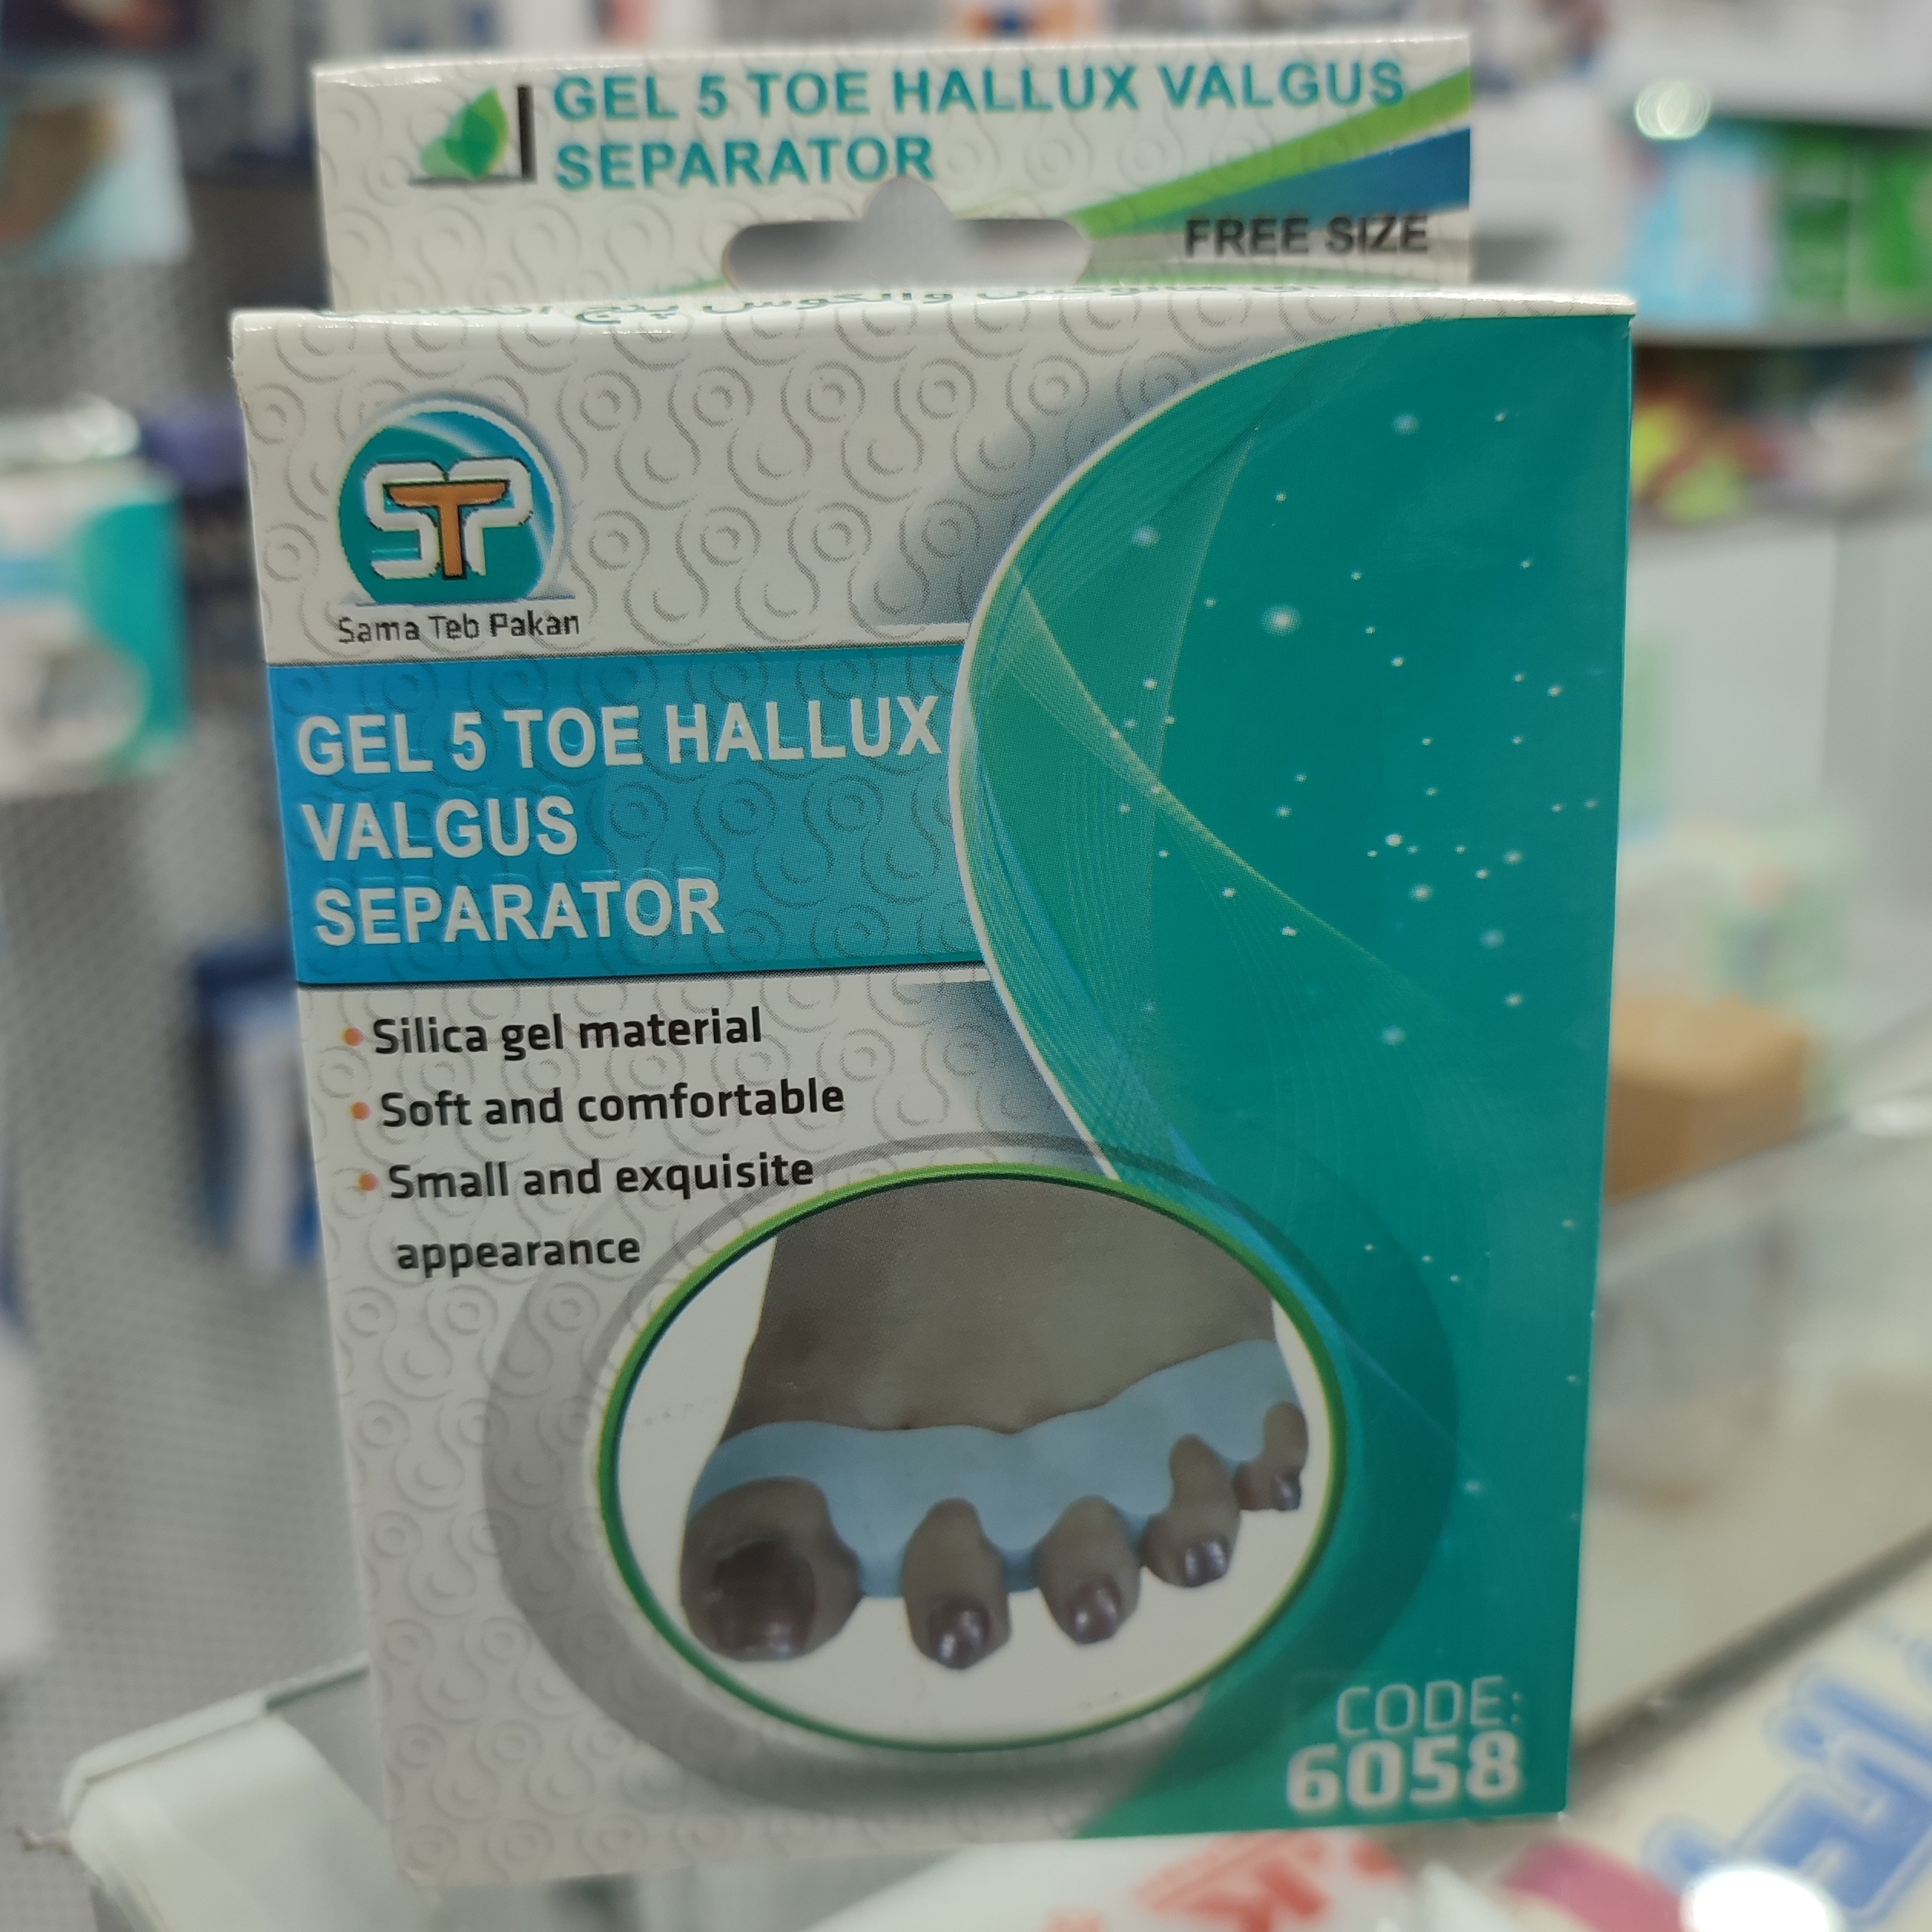 GEL 5 TOE HALLUX VALGUS
SEPARATOR
FREE SIZE
STP
Sama Teb Pakan
GEL 5 TOE HALLUX
VALGUS
SEPARATOR
• Silica gel material
• Soft and comfortable
• Small and exquisite
appearance
CODE:
6058